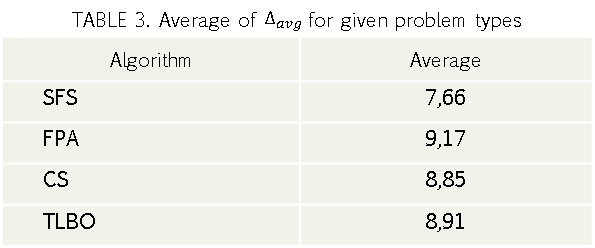 TABLE 3. Average of Δavg for given problem types
Algorithm Average
SFS 7,66
FPA 9,17
CS 8,85
TLBO 8,91